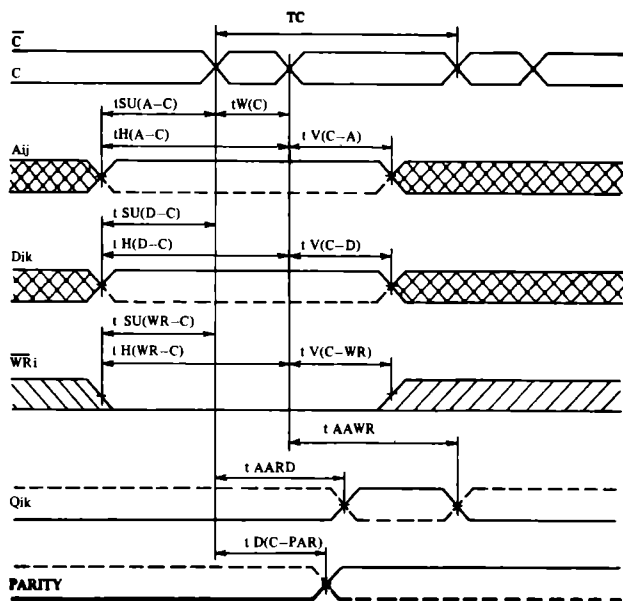 TC
C̅
C
tSU(A–C) tW(C)
tH(A–C) t V(C–A)
Aij
t SU(D–C)
t H(D–C) t V(C–D)
Dik
t SU(WR–C)
t H(WR–C) t V(C–WR)
W̅R̅i
t AAWR
t AARD
Qik
t D(C–PAR)
PARITY